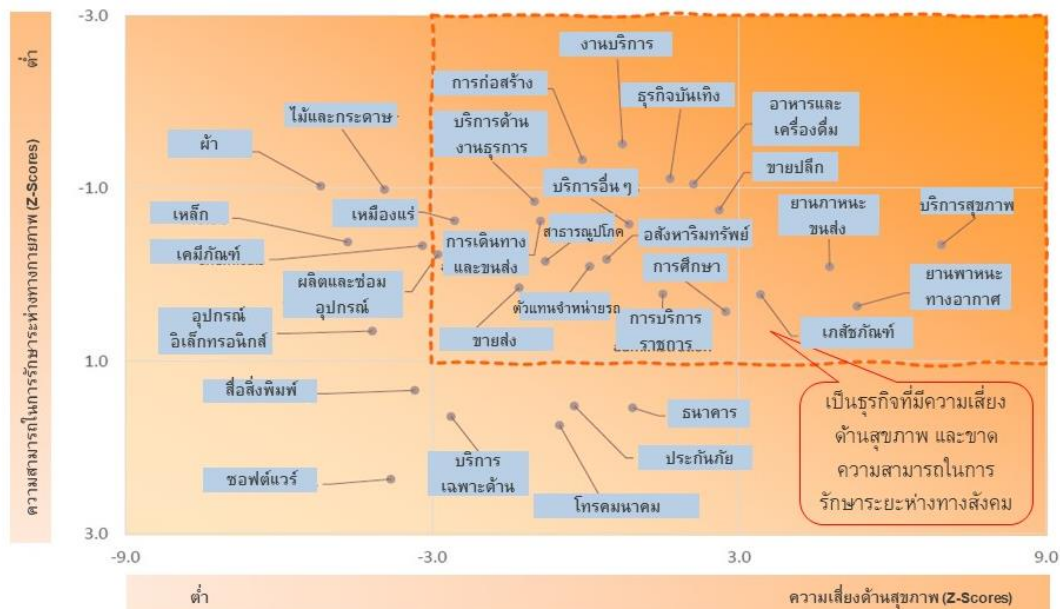 -3.0
งานบริการ
การก่อสร้าง
ธุรกิจบันเทิง
อาหารและ
เครื่องดื่ม
ไม้และกระดาษ
บริการด้าน
งานธุรการ
ผ้า
ขายปลีก
-1.0
บริการอื่น ๆ
เหล็ก
เหมืองแร่
ยานภาหนะ
ขนส่ง
บริการสุขภาพ
สาธารณูปโภค
อสังหาริมทรัพย์
เคมีภัณฑ์
การเดินทาง
และขนส่ง
การศึกษา
ผลิตและซ่อม
อุปกรณ์
ยานพาหนะ
ทางอากาศ
ตัวแทนจำหน่ายรถ
อุปกรณ์
อิเล็กทรอนิกส์
ขายส่ง
การบริการ
ราชการ
เภสัชภัณฑ์
1.0
สื่อสิ่งพิมพ์
ธนาคาร
เป็นธุรกิจที่มีความเสี่ยง
ด้านสุขภาพ และขาด
ความสามารถในการ
รักษาระยะห่างทางสังคม
ประกันภัย
บริการ
เฉพาะด้าน
ซอฟต์แวร์
โทรคมนาคม
3.0
-9.0
-3.0
3.0
9.0
ต่ำ
ความเสี่ยงด้านสุขภาพ (Z-Scores)
ต่ำ
ความสามารถในการรักษาระห่างทางกายภาพ (Z-Scores)